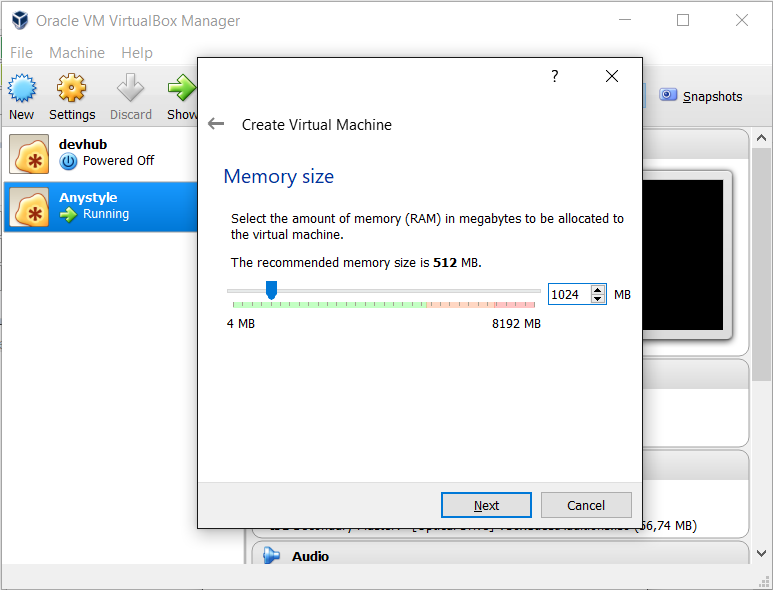 Oracle VM VirtualBox Manager
File Machine Help
New Settings Discard Show
Snapshots
devhub
Powered Off
Anystyle
Running
?
Create Virtual Machine
Memory size
Select the amount of memory (RAM) in megabytes to be allocated to
the virtual machine.
The recommended memory size is 512 MB.
1024 MB
4 MB 8192 MB
Next Cancel
6,74 MB)
Audio